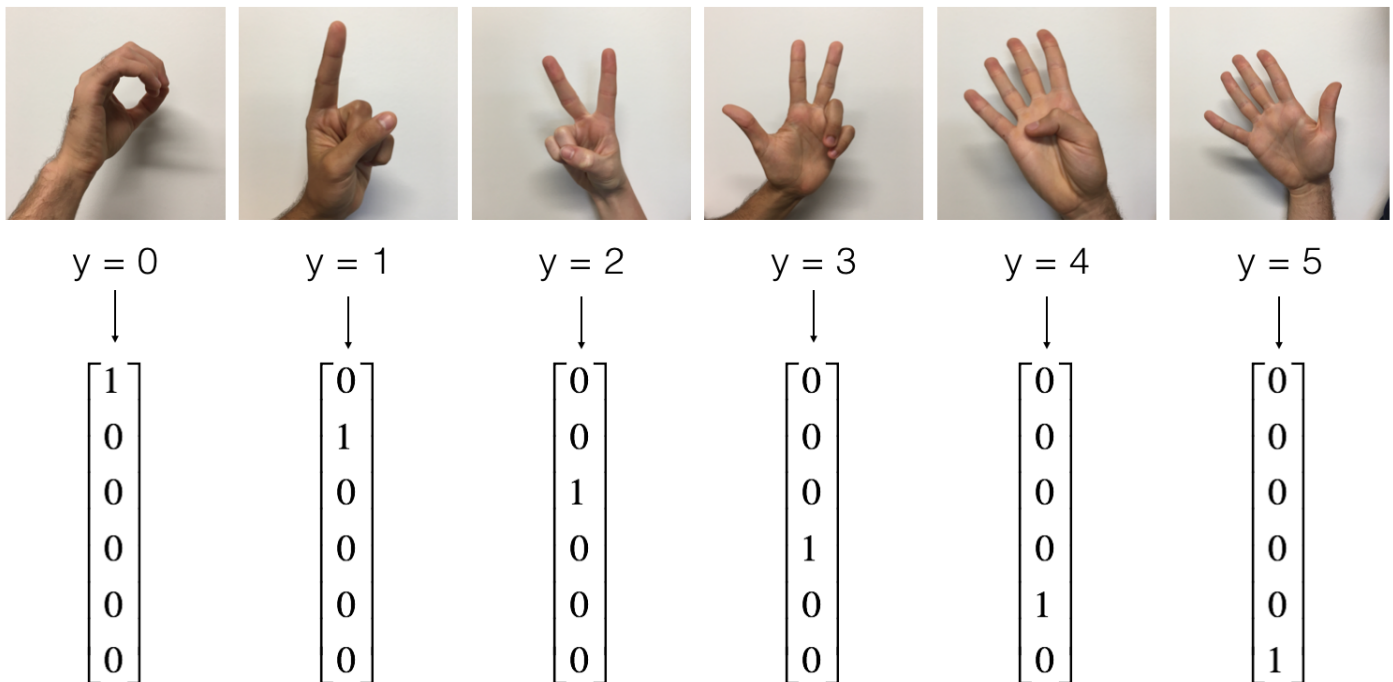 y = 0 y = 1 y = 2 y = 3 y = 4 y = 5
1 0 0 0 0 0
0 1 0 0 0 0
0 0 1 0 0 0
0 0 0 1 0 0
0 0 0 0 1 0
0 0 0 0 0 1